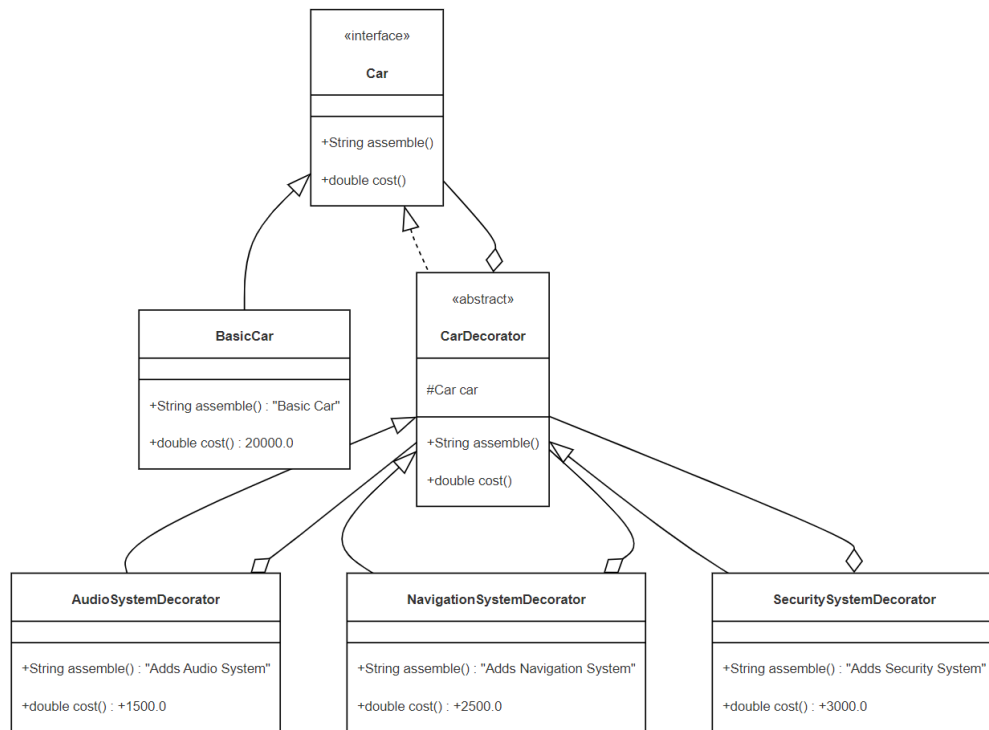 «interface»
Car
+String assemble()
+double cost()
«abstract»
CarDecorator
#Car car
+String assemble()
+double cost()
BasicCar
+String assemble() : "Basic Car"
+double cost() : 20000.0
AudioSystemDecorator
+String assemble() : "Adds Audio System"
+double cost() : +1500.0
NavigationSystemDecorator
+String assemble() : "Adds Navigation System"
+double cost() : +2500.0
SecuritySystemDecorator
+String assemble() : "Adds Security System"
+double cost() : +3000.0